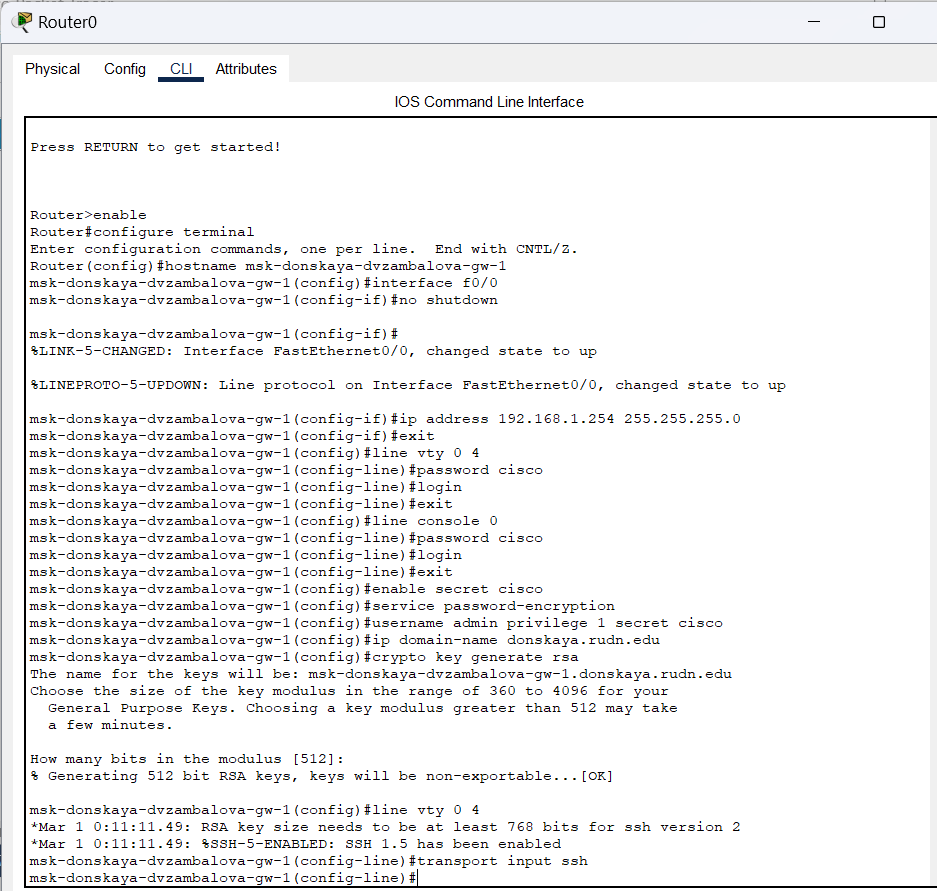 Router0
Physical Config CLI Attributes
IOS Command Line Interface
Press RETURN to get started!
Router>enable
Router#configure terminal
Enter configuration commands, one per line.  End with CNTL/Z.
Router(config)#hostname msk-donskaya-dvzambalova-gw-1
msk-donskaya-dvzambalova-gw-1(config)#interface f0/0
msk-donskaya-dvzambalova-gw-1(config-if)#no shutdown
msk-donskaya-dvzambalova-gw-1(config-if)#
%LINK-5-CHANGED: Interface FastEthernet0/0, changed state to up
%LINEPROTO-5-UPDOWN: Line protocol on Interface FastEthernet0/0, changed state to up
msk-donskaya-dvzambalova-gw-1(config-if)#ip address 192.168.1.254 255.255.255.0
msk-donskaya-dvzambalova-gw-1(config-if)#exit
msk-donskaya-dvzambalova-gw-1(config)#line vty 0 4
msk-donskaya-dvzambalova-gw-1(config-line)#password cisco
msk-donskaya-dvzambalova-gw-1(config-line)#login
msk-donskaya-dvzambalova-gw-1(config-line)#exit
msk-donskaya-dvzambalova-gw-1(config)#line console 0
msk-donskaya-dvzambalova-gw-1(config-line)#password cisco
msk-donskaya-dvzambalova-gw-1(config-line)#login
msk-donskaya-dvzambalova-gw-1(config-line)#exit
msk-donskaya-dvzambalova-gw-1(config)#enable secret cisco
msk-donskaya-dvzambalova-gw-1(config)#service password-encryption
msk-donskaya-dvzambalova-gw-1(config)#username admin privilege 1 secret cisco
msk-donskaya-dvzambalova-gw-1(config)#ip domain-name donskaya.rudn.edu
msk-donskaya-dvzambalova-gw-1(config)#crypto key generate rsa
The name for the keys will be: msk-donskaya-dvzambalova-gw-1.donskaya.rudn.edu
Choose the size of the key modulus in the range of 360 to 4096 for your
General Purpose Keys. Choosing a key modulus greater than 512 may take
a few minutes.
How many bits in the modulus [512]:
% Generating 512 bit RSA keys, keys will be non-exportable...[OK]
msk-donskaya-dvzambalova-gw-1(config)#line vty 0 4
*Mar 1 0:11:11.49: RSA key size needs to be at least 768 bits for ssh version 2
*Mar 1 0:11:11.49: %SSH-5-ENABLED: SSH 1.5 has been enabled
msk-donskaya-dvzambalova-gw-1(config-line)#transport input ssh
msk-donskaya-dvzambalova-gw-1(config-line)#